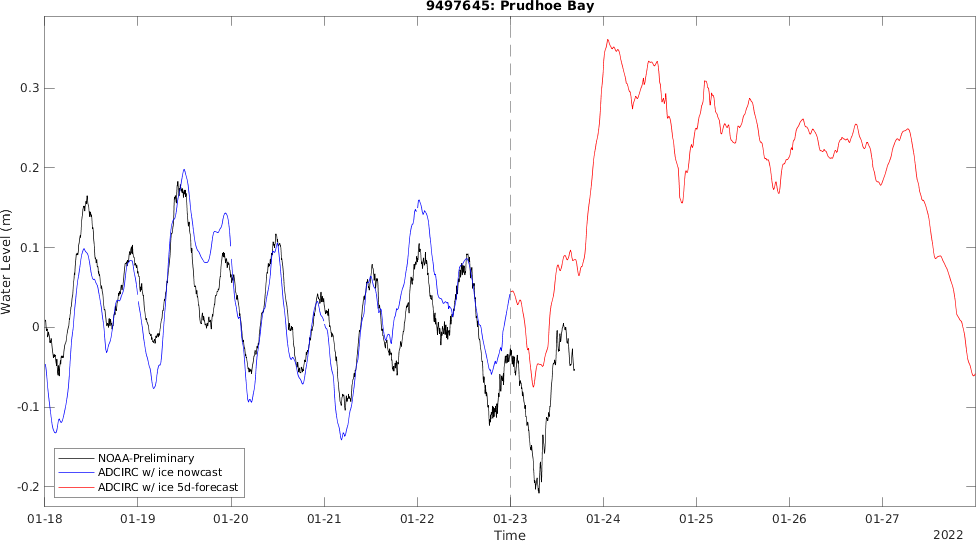 9497645: Prudhoe Bay
Water Level (m)
0.3
0.2
0.1
0
-0.1
-0.2
NOAA-Preliminary
ADCIRC w/ ice nowcast
ADCIRC w/ ice 5d-forecast
01-18 01-19 01-20 01-21 01-22 01-23 01-24 01-25 01-26 01-27
Time
2022